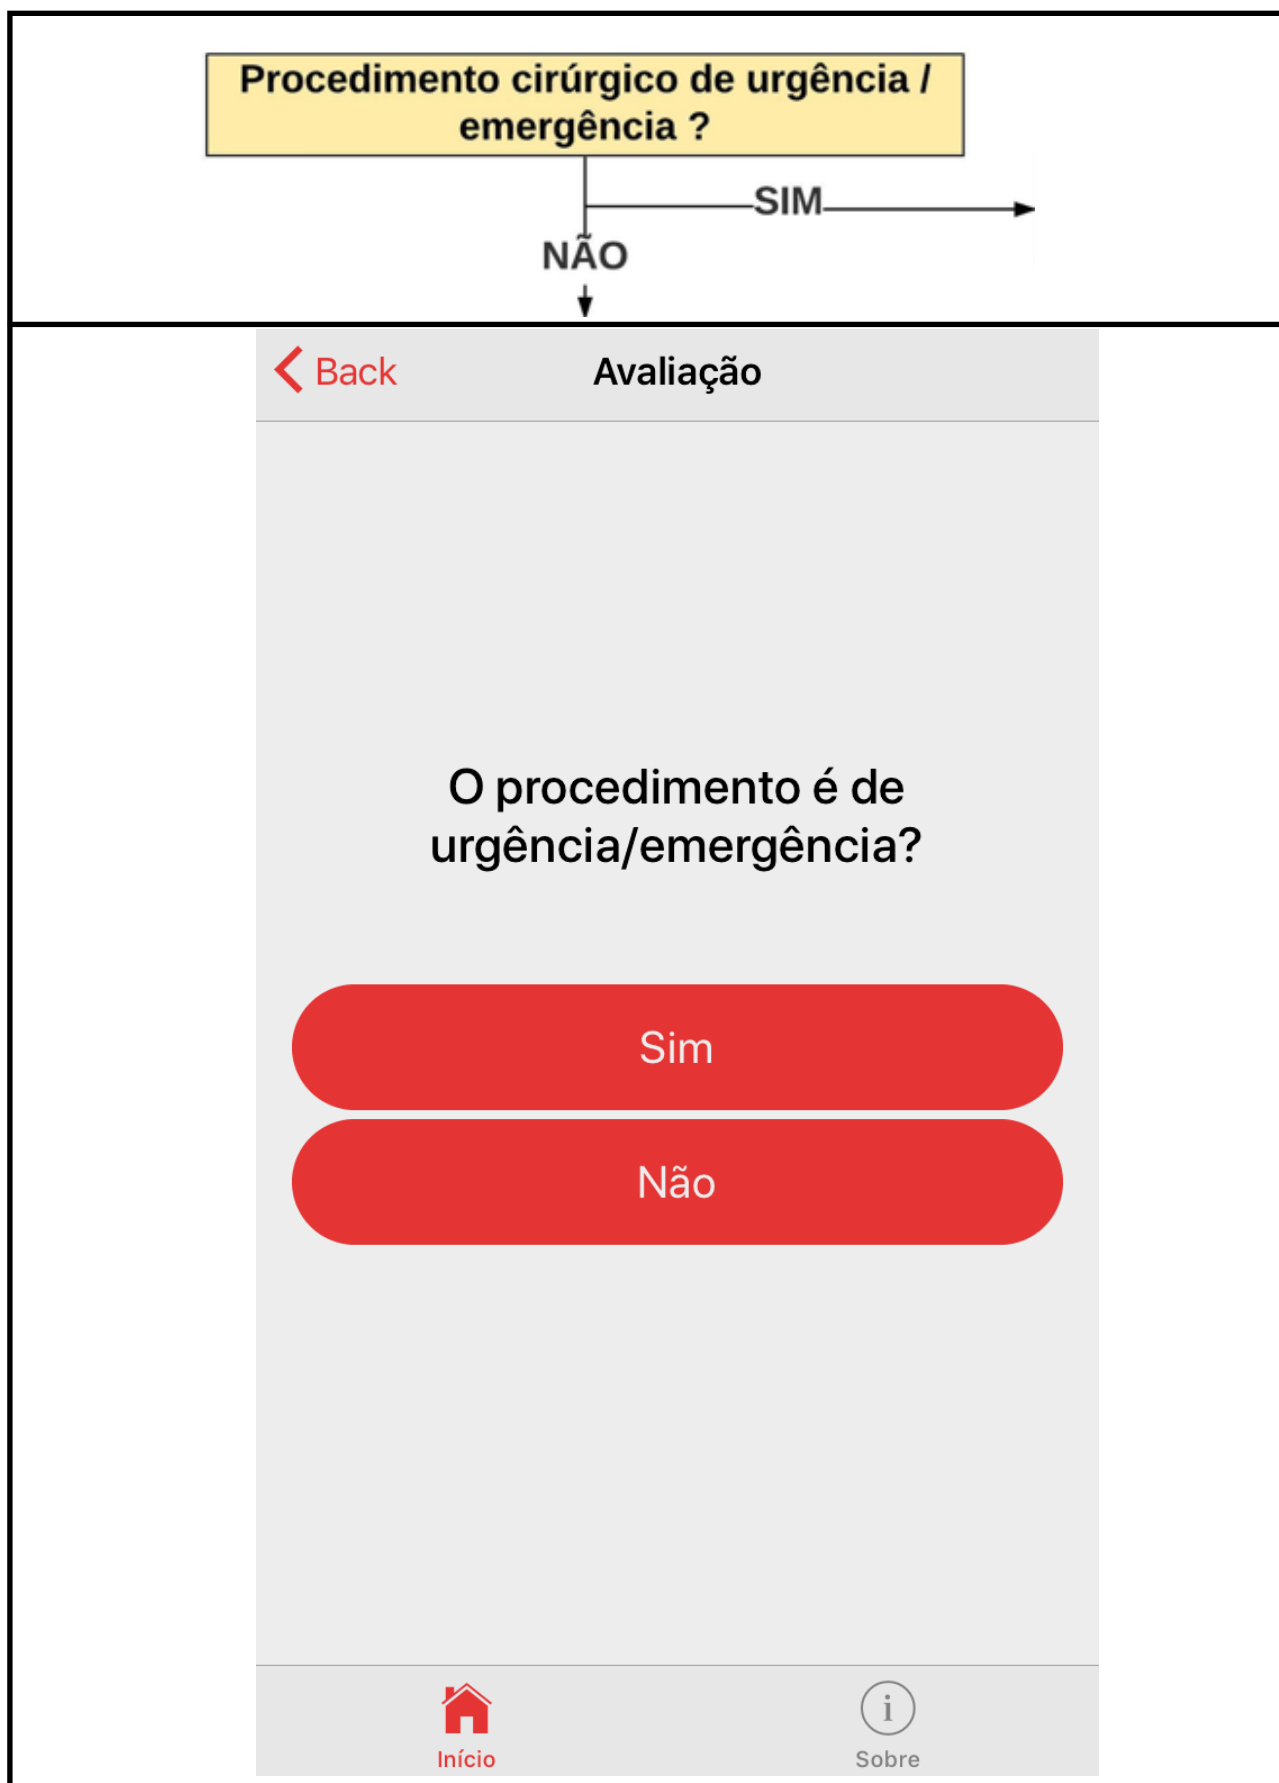 Procedimento cirúrgico de urgência /
emergência ?
SIM
NÃO
Back
Avaliação
O procedimento é de
urgência/emergência?
Sim
Não
Início
i
Sobre